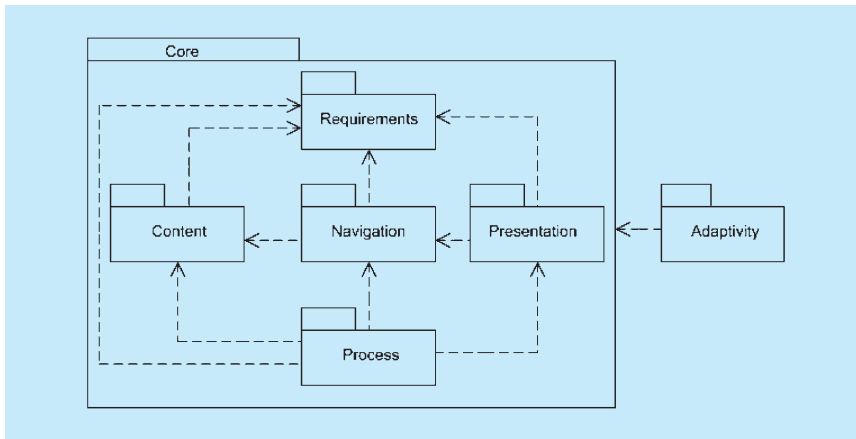 Core
Requirements
Content
Navigation
Presentation
Adaptivity
Process